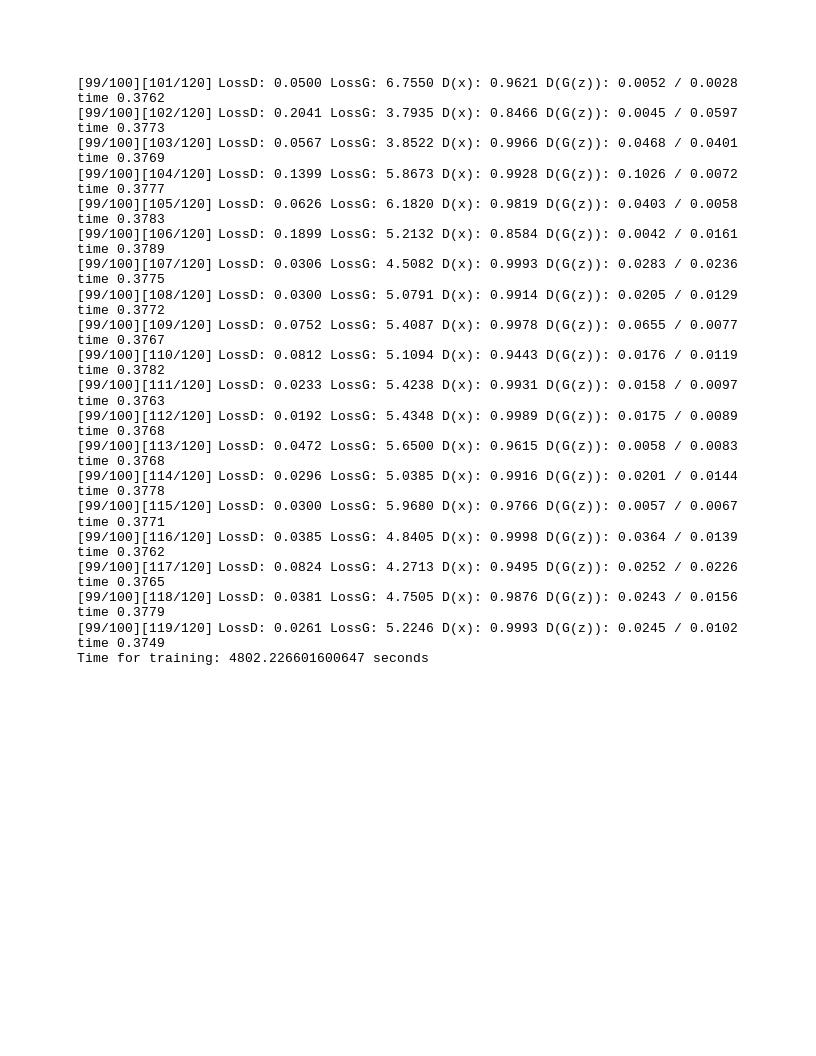 [99/100][101/120] LossD: 0.0500 LossG: 6.7550 D(x): 0.9621 D(G(z)): 0.0052 / 0.0028
time 0.3762
[99/100][102/120] LossD: 0.2041 LossG: 3.7935 D(x): 0.8466 D(G(z)): 0.0045 / 0.0597
time 0.3773
[99/100][103/120] LossD: 0.0567 LossG: 3.8522 D(x): 0.9966 D(G(z)): 0.0468 / 0.0401
time 0.3769
[99/100][104/120] LossD: 0.1399 LossG: 5.8673 D(x): 0.9928 D(G(z)): 0.1026 / 0.0072
time 0.3777
[99/100][105/120] LossD: 0.0626 LossG: 6.1820 D(x): 0.9819 D(G(z)): 0.0403 / 0.0058
time 0.3783
[99/100][106/120] LossD: 0.1899 LossG: 5.2132 D(x): 0.8584 D(G(z)): 0.0042 / 0.0161
time 0.3789
[99/100][107/120] LossD: 0.0306 LossG: 4.5082 D(x): 0.9993 D(G(z)): 0.0283 / 0.0236
time 0.3775
[99/100][108/120] LossD: 0.0300 LossG: 5.0791 D(x): 0.9914 D(G(z)): 0.0205 / 0.0129
time 0.3772
[99/100][109/120] LossD: 0.0752 LossG: 5.4087 D(x): 0.9978 D(G(z)): 0.0655 / 0.0077
time 0.3767
[99/100][110/120] LossD: 0.0812 LossG: 5.1094 D(x): 0.9443 D(G(z)): 0.0176 / 0.0119
time 0.3782
[99/100][111/120] LossD: 0.0233 LossG: 5.4238 D(x): 0.9931 D(G(z)): 0.0158 / 0.0097
time 0.3763
[99/100][112/120] LossD: 0.0192 LossG: 5.4348 D(x): 0.9989 D(G(z)): 0.0175 / 0.0089
time 0.3768
[99/100][113/120] LossD: 0.0472 LossG: 5.6500 D(x): 0.9615 D(G(z)): 0.0058 / 0.0083
time 0.3768
[99/100][114/120] LossD: 0.0296 LossG: 5.0385 D(x): 0.9916 D(G(z)): 0.0201 / 0.0144
time 0.3778
[99/100][115/120] LossD: 0.0300 LossG: 5.9680 D(x): 0.9766 D(G(z)): 0.0057 / 0.0067
time 0.3771
[99/100][116/120] LossD: 0.0385 LossG: 4.8405 D(x): 0.9998 D(G(z)): 0.0364 / 0.0139
time 0.3762
[99/100][117/120] LossD: 0.0824 LossG: 4.2713 D(x): 0.9495 D(G(z)): 0.0252 / 0.0226
time 0.3765
[99/100][118/120] LossD: 0.0381 LossG: 4.7505 D(x): 0.9876 D(G(z)): 0.0243 / 0.0156
time 0.3779
[99/100][119/120] LossD: 0.0261 LossG: 5.2246 D(x): 0.9993 D(G(z)): 0.0245 / 0.0102
time 0.3749
Time for training: 4802.226601600647 seconds